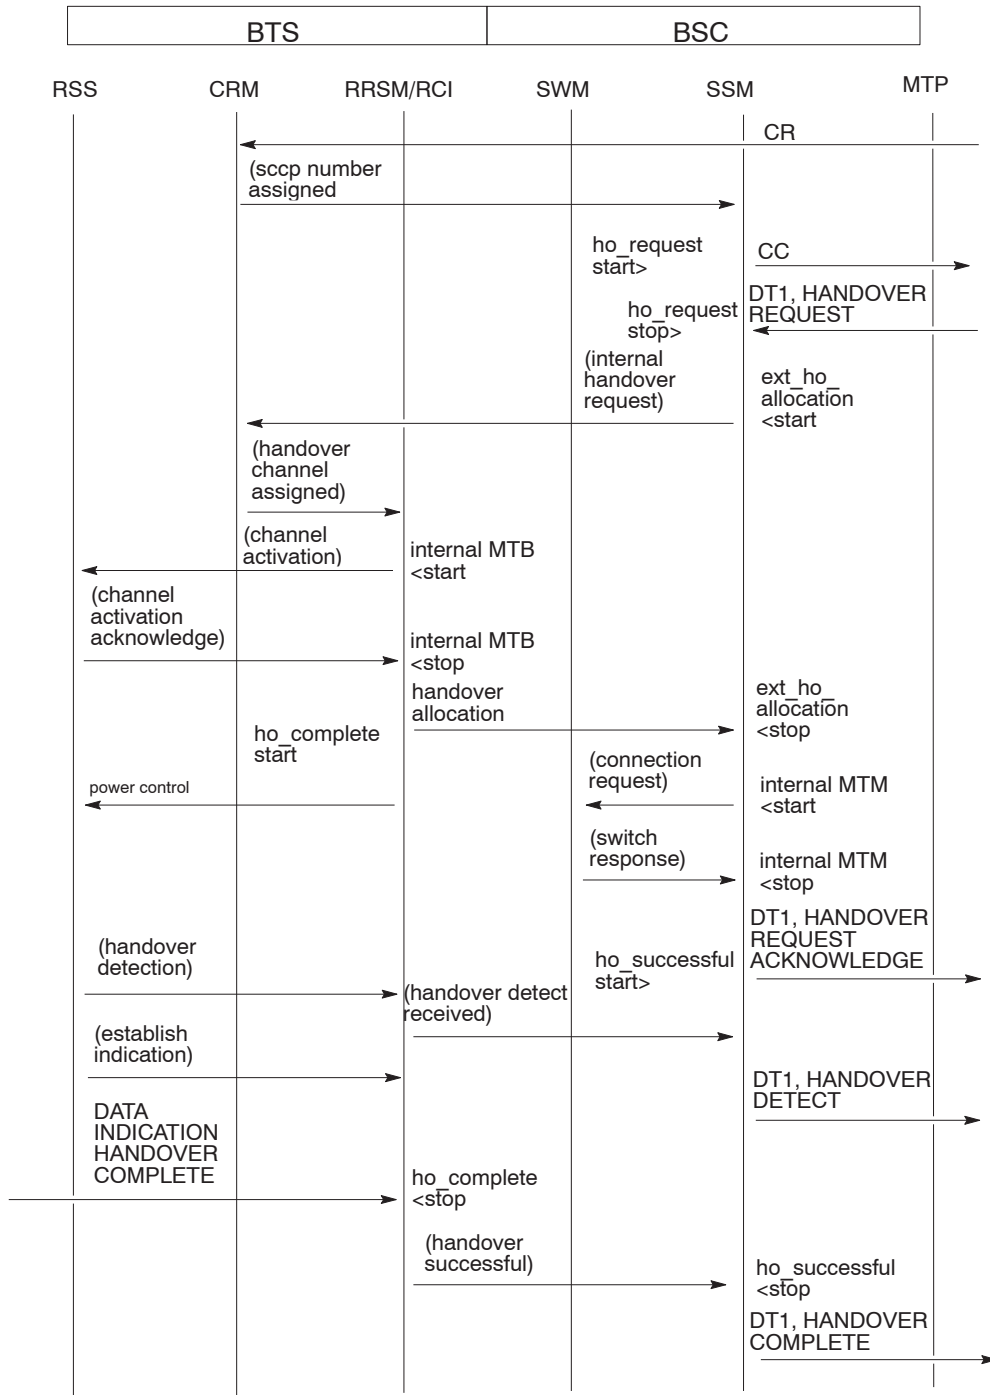 BTS BSC
RSS CRM RRSM/RCI SWM SSM MTP
CR
(sccp number
assigned
ho_request
start>
CC
DT1, HANDOVER
REQUEST
ho_request
stop>
(internal
handover
request)
ext_ho_
allocation
<start
(handover
channel
assigned)
(channel
activation)
internal MTB
<start
(channel
activation
acknowledge)
internal MTB
<stop
handover
allocation
ext_ho_
allocation
<stop
ho_complete
start
(connection
request)
power control
internal MTM
<start
(switch
response)
internal MTM
<stop
DT1, HANDOVER
REQUEST
ACKNOWLEDGE
(handover
detection)
ho_successful
start>
(handover detect
received)
(establish
indication)
DT1, HANDOVER
DETECT
DATA
INDICATION
HANDOVER
COMPLETE
ho_complete
<stop
(handover
successful)
ho_successful
<stop
DT1, HANDOVER
COMPLETE